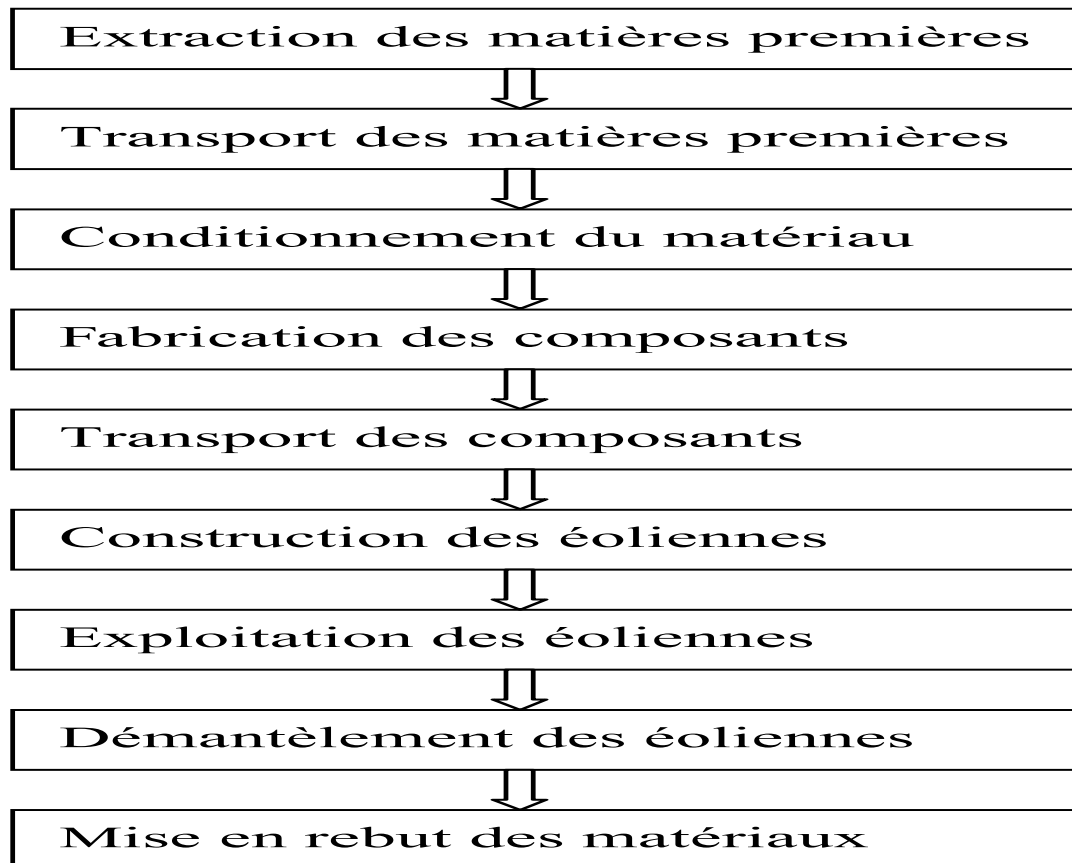 Extraction des matières premières
Transport des matières premières
Conditionnement du matériau
Fabrication des composants
Transport des composants
Construction des éoliennes
Exploitation des éoliennes
Démantèlement des éoliennes
Mise en rebut des matériaux